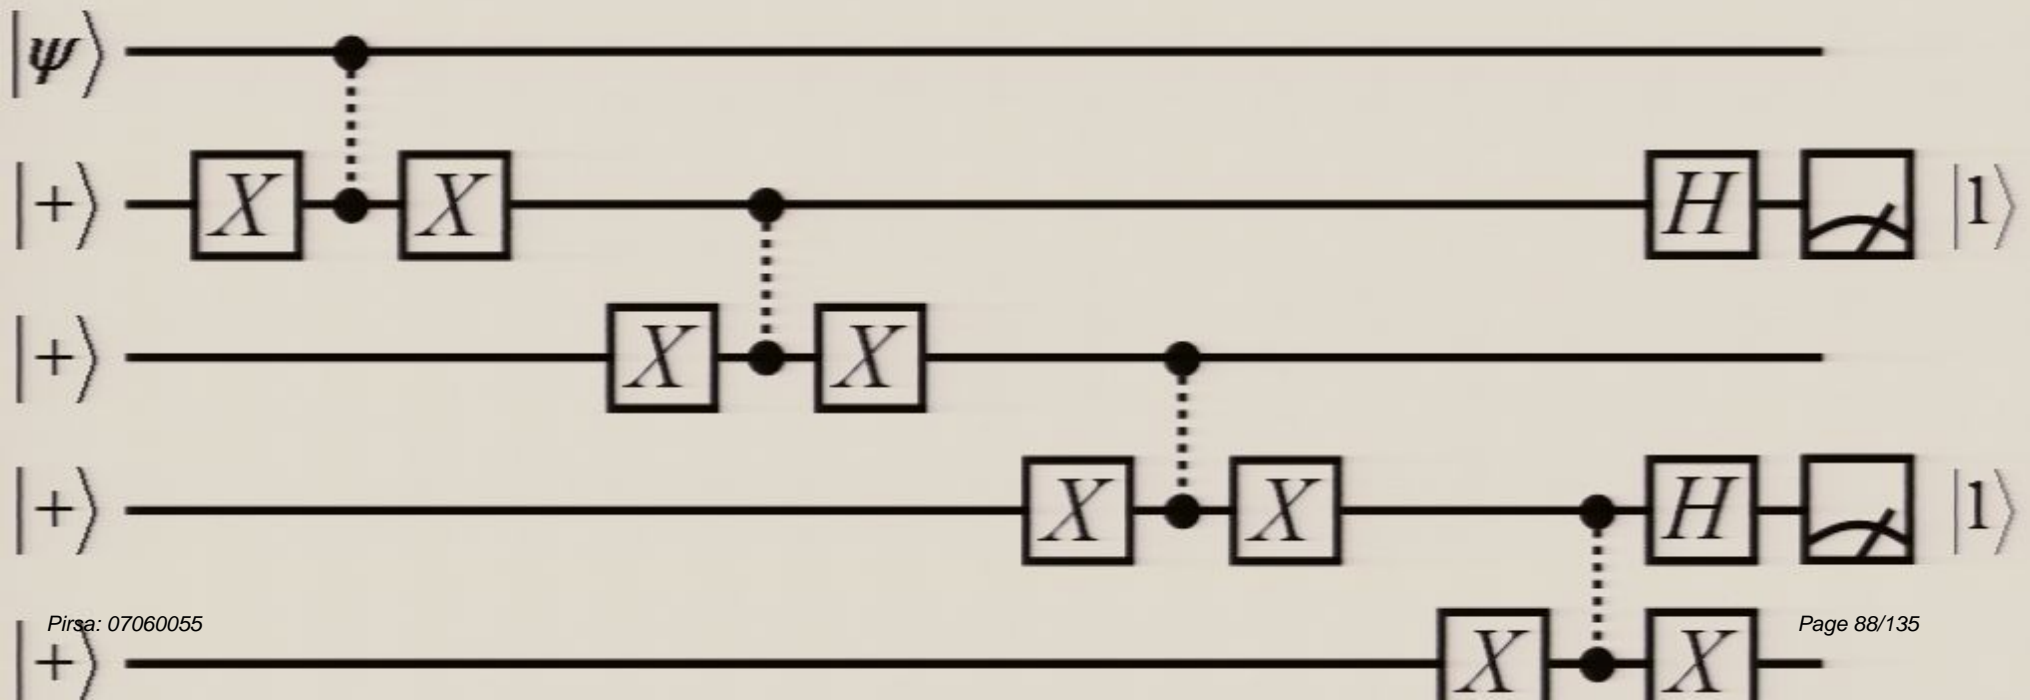 |ψ⟩
|+⟩ X X H |1⟩
|+⟩ X X
|+⟩ X X H |1⟩
Pirsa: 07060055 Page 88/135
|+⟩ X X